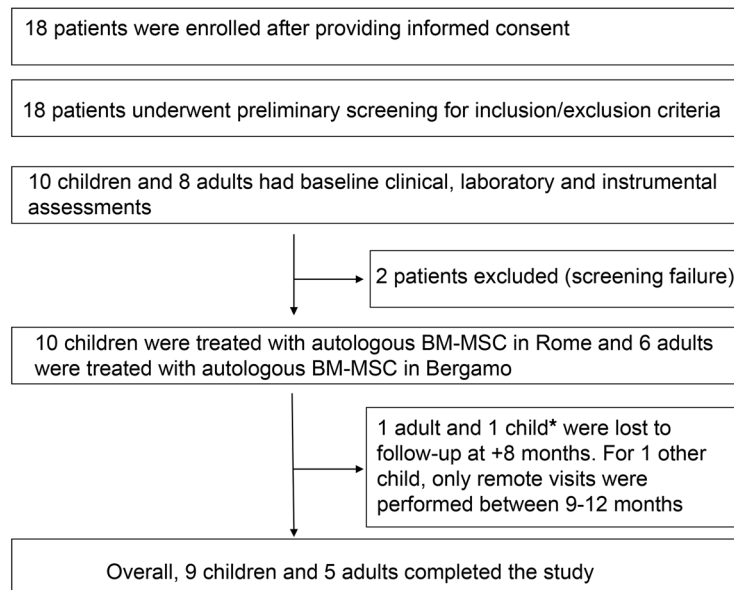 18 patients were enrolled after providing informed consent
18 patients underwent preliminary screening for inclusion/exclusion criteria
10 children and 8 adults had baseline clinical, laboratory and instrumental
assessments
2 patients excluded (screening failure)
10 children were treated with autologous BM-MSC in Rome and 6 adults
were treated with autologous BM-MSC in Bergamo
1 adult and 1 child* were lost to
follow-up at +8 months. For 1 other
child, only remote visits were
performed between 9-12 months
Overall, 9 children and 5 adults completed the study